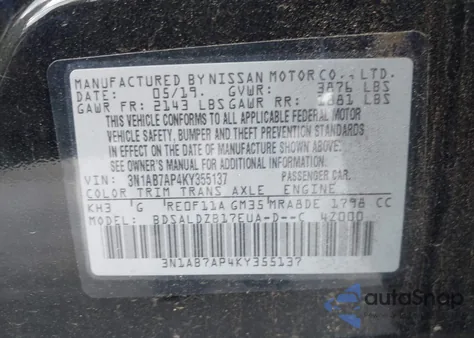 MANUFACTURED BY NISSAN MOTOR CO., LTD.
DATE: 05/19. GVWR: 3876 LBS
GAWR FR: 2143 LBS GAWR RR: 1881 LBS
THIS VEHICLE CONFORMS TO ALL APPLICABLE FEDERAL MOTOR
VEHICLE SAFETY, BUMPER AND THEFT PREVENTION STANDARDS
IN EFFECT ON THE DATE OF MANUFACTURE SHOWN ABOVE.
SEE OWNER'S MANUAL FOR ADDITIONAL INFORMATION.
VIN: 3N1AB7AP4KY355137 PASSENGER CAR.
COLOR TRIM TRANS AXLE ENGINE
KH3 G RE0F11A GM35 MRA8DE 1798 CC
MODEL: BDSALDZB17EUA-D--C 4Z000
3N1AB7AP4KY355137
autoSnap